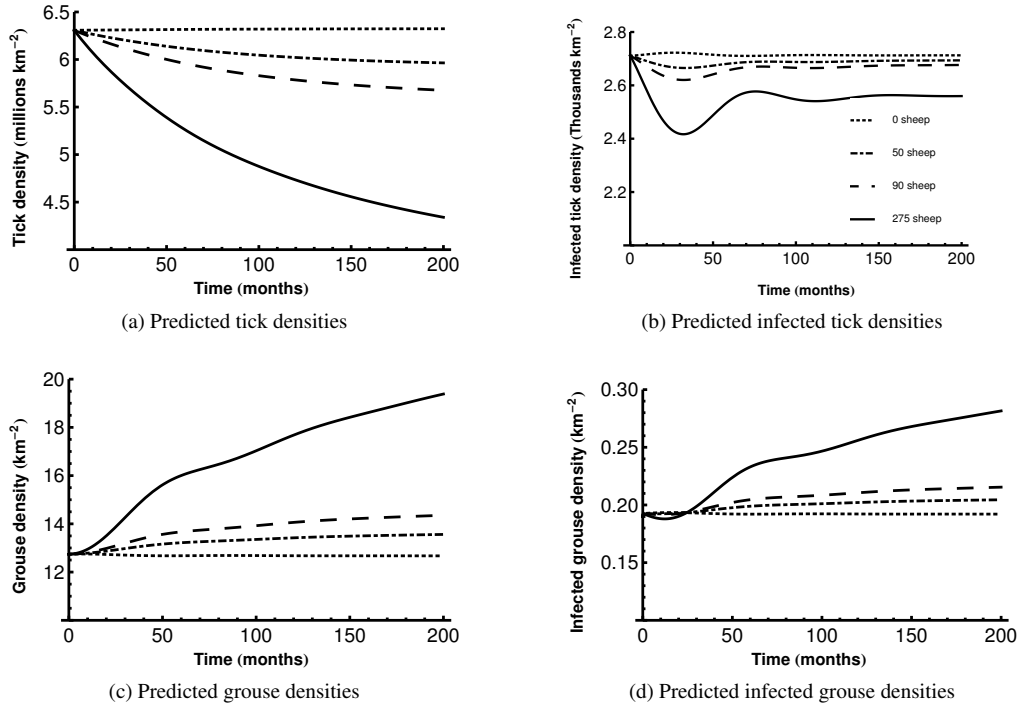 6.5
6
5.5
5
4.5
0 50 100 150 200
Tick density (millions km−2)
Time (months)
(a) Predicted tick densities
2.8
2.6
2.4
2.2
0 50 100 150 200
Infected tick density (Thousands km−2)
0 sheep
50 sheep
90 sheep
275 sheep
Time (months)
(b) Predicted infected tick densities
20
18
16
14
12
0 50 100 150 200
Grouse density (km−2)
Time (months)
(c) Predicted grouse densities
0.30
0.25
0.20
0.15
0 50 100 150 200
Infected grouse density (km−2)
Time (months)
(d) Predicted infected grouse densities